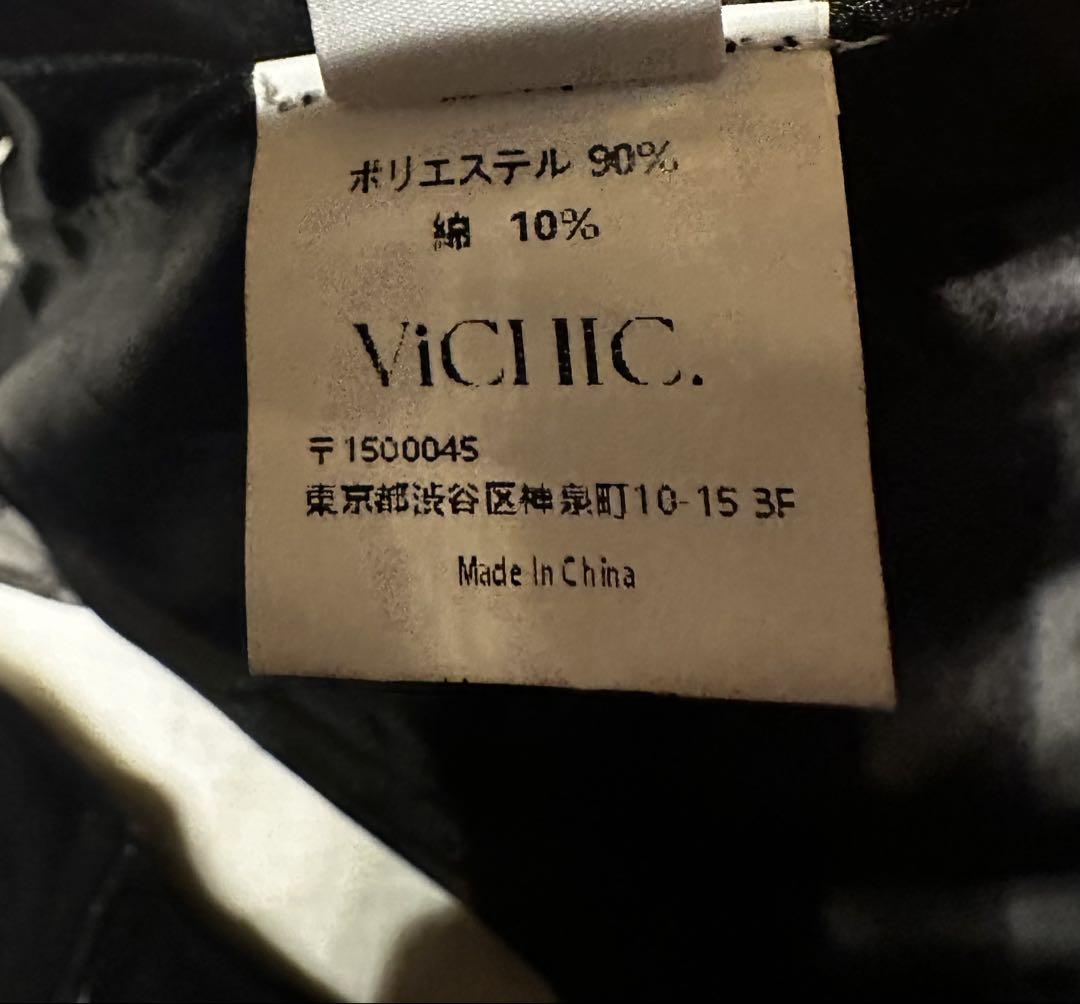 ポリエステル 90%
綿 10%
ViCHIC.
〒1500045
東京都渋谷区神泉町10-15 3F
Made In China